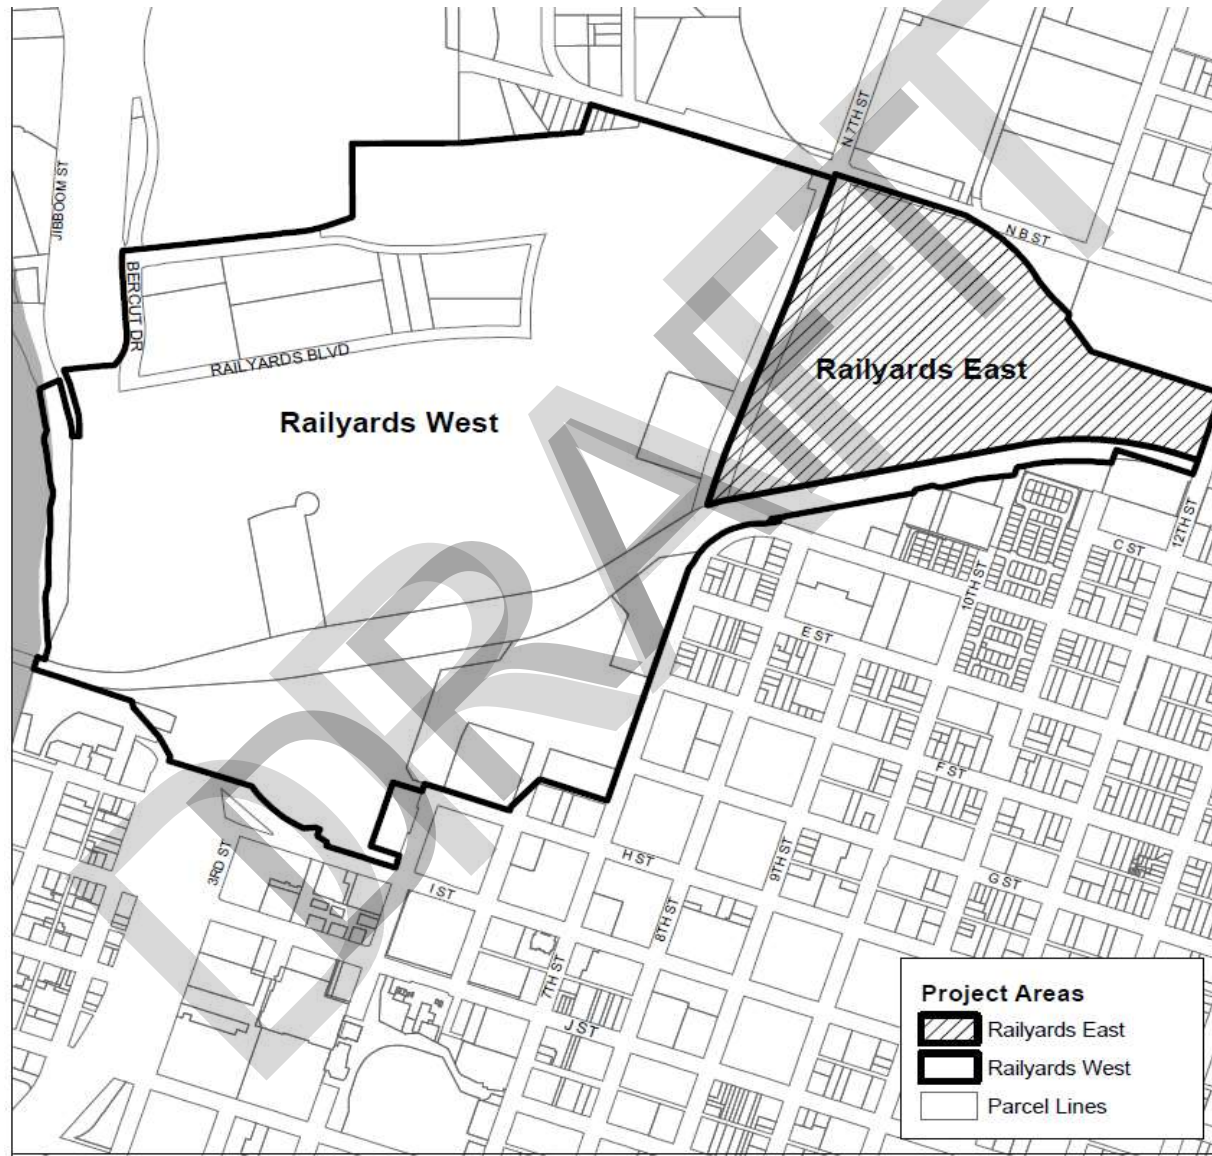 N 7TH ST
JIBBOOM ST
N B ST
BERCUT DR
RAILYARDS BLVD
Railyards East
Railyards West
12TH ST
C ST
10TH ST
E ST
F ST
3RD ST
H ST
9TH ST
G ST
I ST
8TH ST
7TH ST
J ST
DRAFT
Project Areas
Railyards East
Railyards West
Parcel Lines